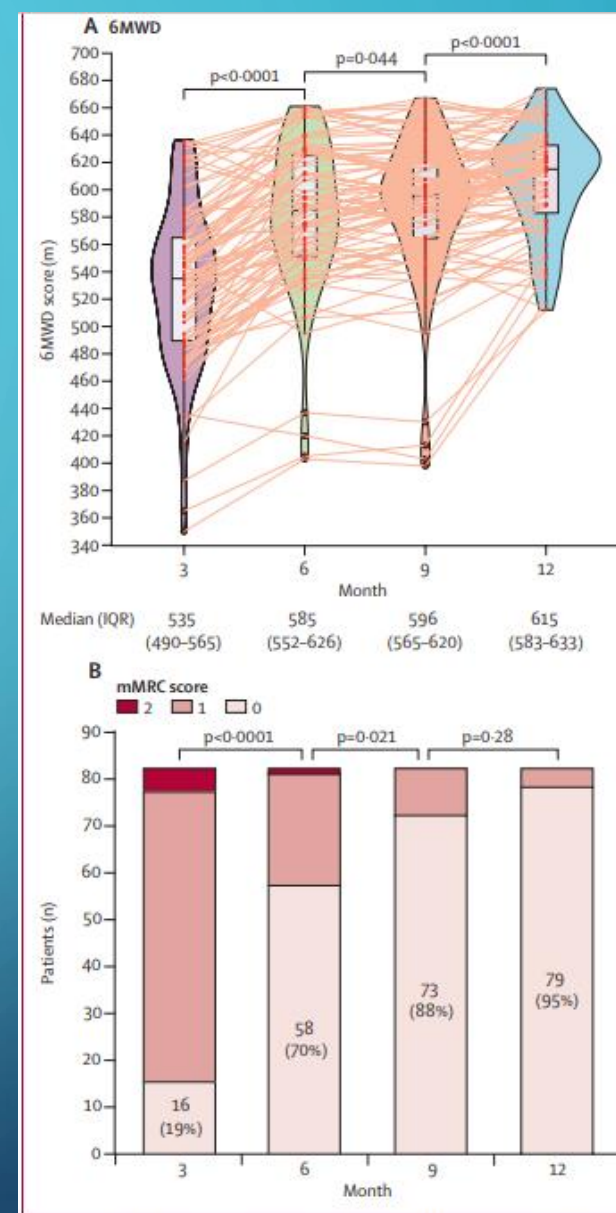 A 6MWD
p<0·0001
p=0·044
p<0·0001
700
680
660
640
620
600
580
560
540
520
500
480
460
440
420
400
380
360
340
6MWD score (m)
3 6 9 12
Month
Median (IQR) 535 585 596 615
(490–565) (552–626) (565–620) (583–633)
B
mMRC score
2 1 0
p<0·0001 p=0·021 p=0·28
90
80
70
60
50
40
30
20
10
0
Patients (n)
16
(19%)
58
(70%)
73
(88%)
79
(95%)
3 6 9 12
Month